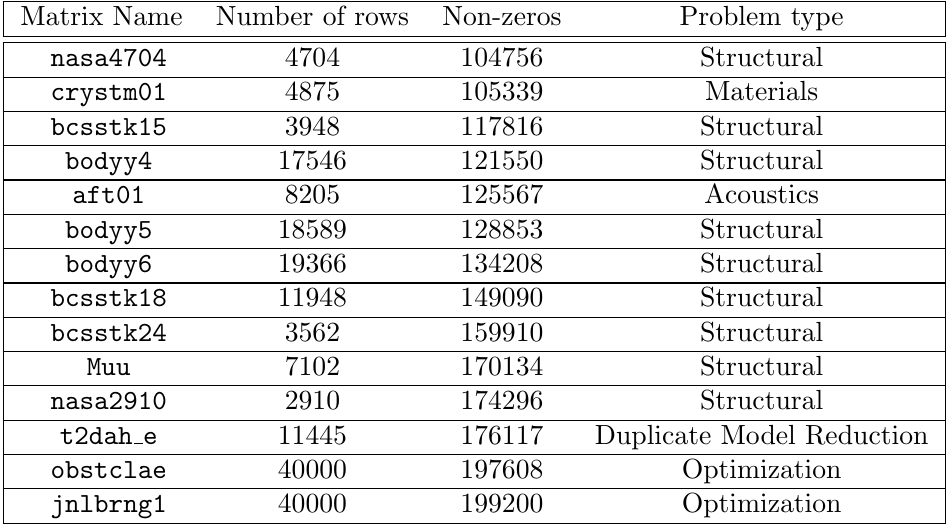 Matrix Name Number of rows Non-zeros Problem type
nasa4704 4704 104756 Structural
crystm01 4875 105339 Materials
bcsstk15 3948 117816 Structural
bodyy4 17546 121550 Structural
aft01 8205 125567 Acoustics
bodyy5 18589 128853 Structural
bodyy6 19366 134208 Structural
bcsstk18 11948 149090 Structural
bcsstk24 3562 159910 Structural
Muu 7102 170134 Structural
nasa2910 2910 174296 Structural
t2dah_e 11445 176117 Duplicate Model Reduction
obstclae 40000 197608 Optimization
jnlbrng1 40000 199200 Optimization